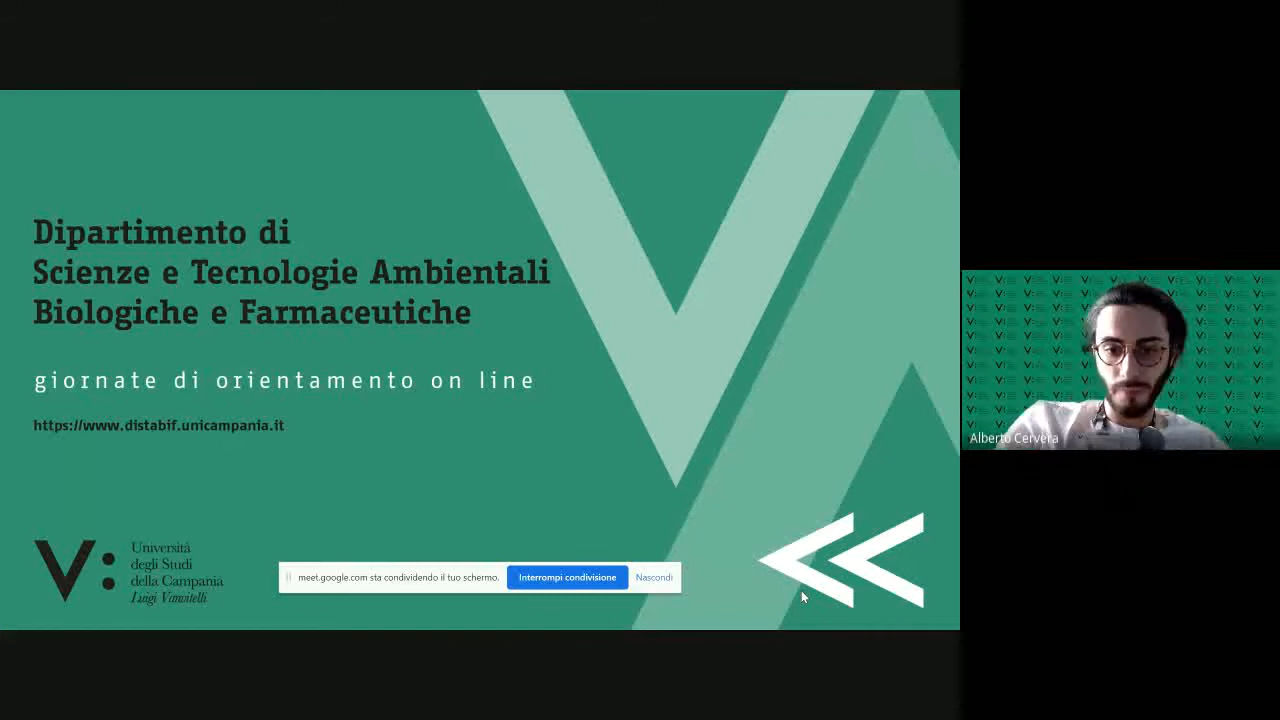 Dipartimento di
Scienze e Tecnologie Ambientali
Biologiche e Farmaceutiche
giornate di orientamento on line
https://www.distabif.unicampania.it
V:
Università
degli Studi
della Campania
Luigi Vanvitelli
meet.google.com sta condividendo il tuo schermo.
Interrompi condivisione
Nascondi
Alberto Cervera